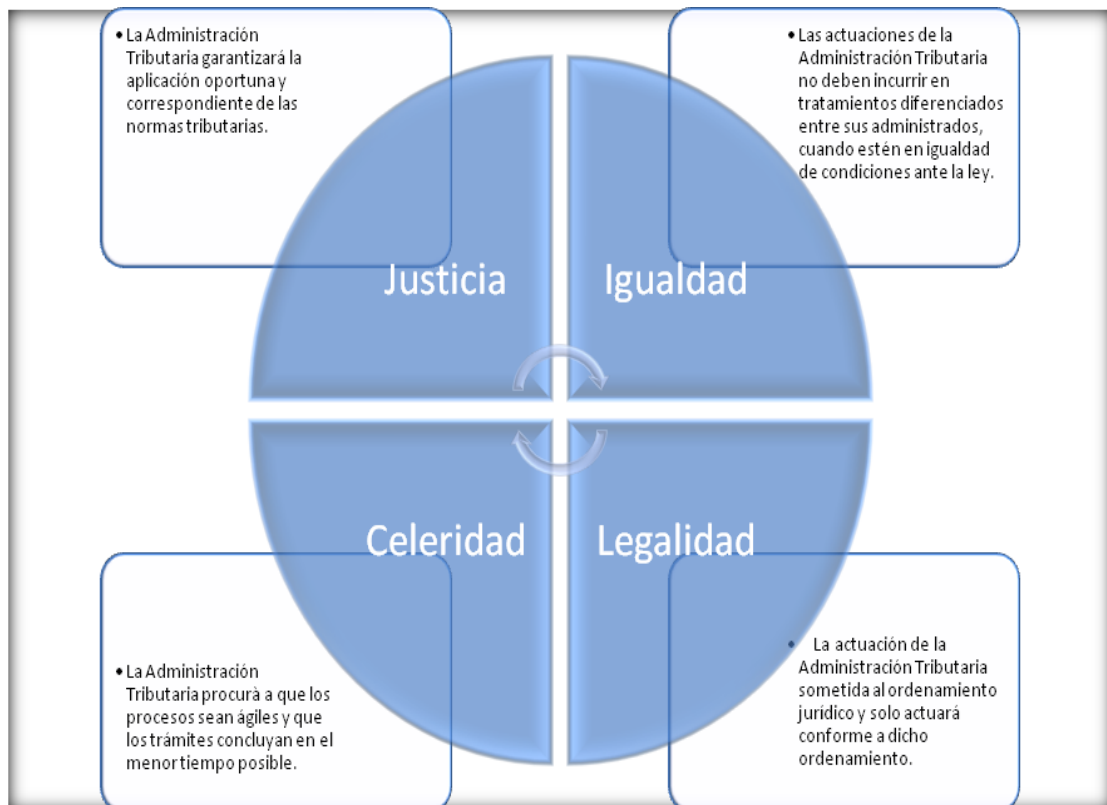 • La Administración
Tributaria garantizará la
aplicación oportuna y
correspondiente de las
normas tributarias.
• Las actuaciones de la
Administración Tributaria
no deben incurrir en
tratamientos diferenciados
entre sus administrados,
cuando estén en igualdad
de condiciones ante la ley.
Justicia
Igualdad
Celeridad
Legalidad
• La Administración
Tributaria procurà a que los
procesos sean ágiles y que
los trámites concluyan en el
menor tiempo posible.
• La actuación de la
Administración Tributaria
sometida al ordenamiento
jurídico y solo actuará
conforme a dicho
ordenamiento.